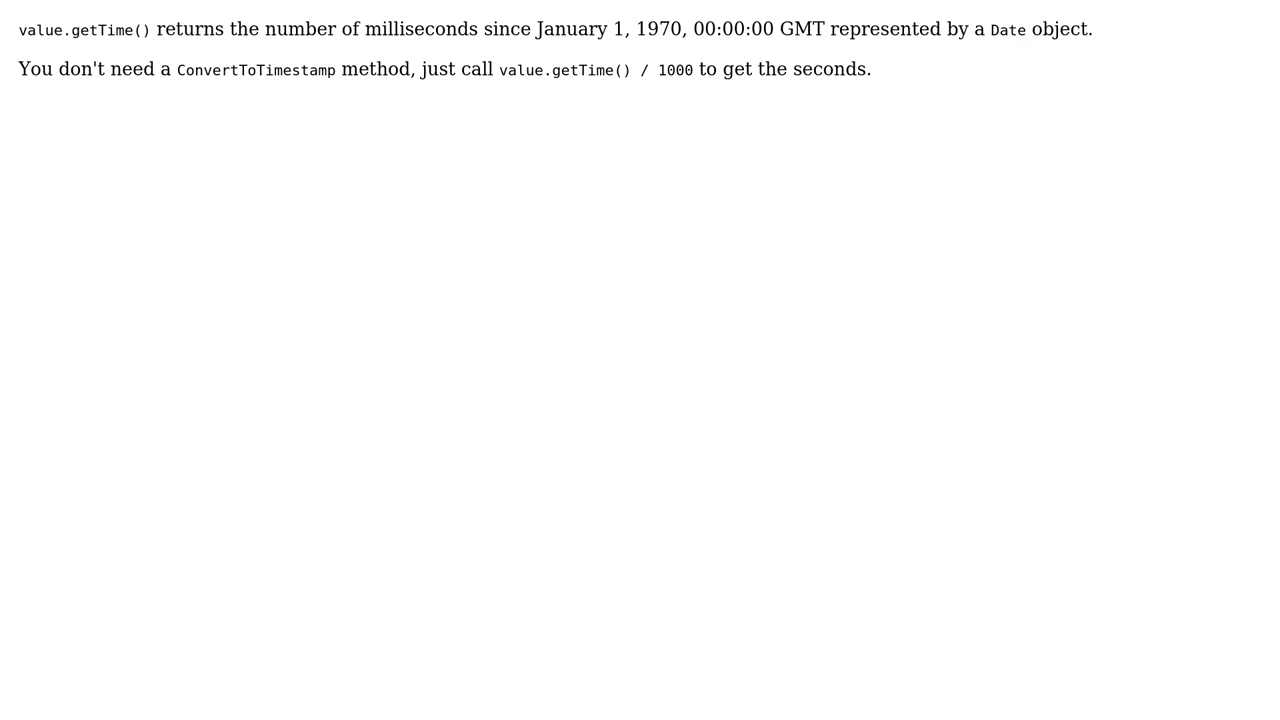 value.getTime() returns the number of milliseconds since January 1, 1970, 00:00:00 GMT represented by a Date object.
You don't need a ConvertToTimestamp method, just call value.getTime() / 1000 to get the seconds.